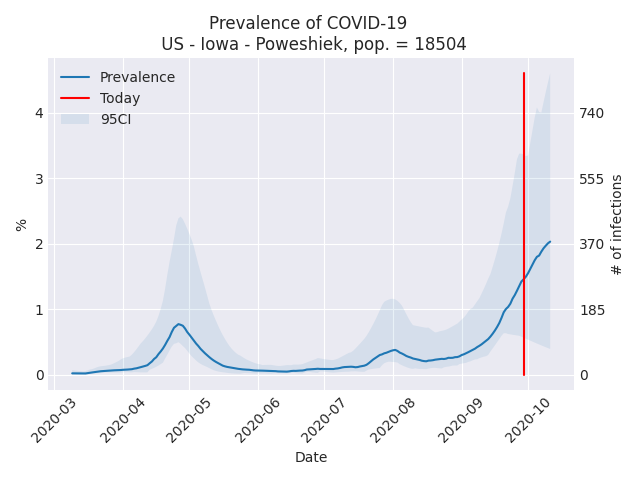 Prevalence of COVID-19
US - Iowa - Poweshiek, pop. = 18504
Prevalence
Today
95CI
%
4
3
2
1
0
740
555
370
185
0
# of infections
2020-03
2020-04
2020-05
2020-06
2020-07
2020-08
2020-09
2020-10
Date